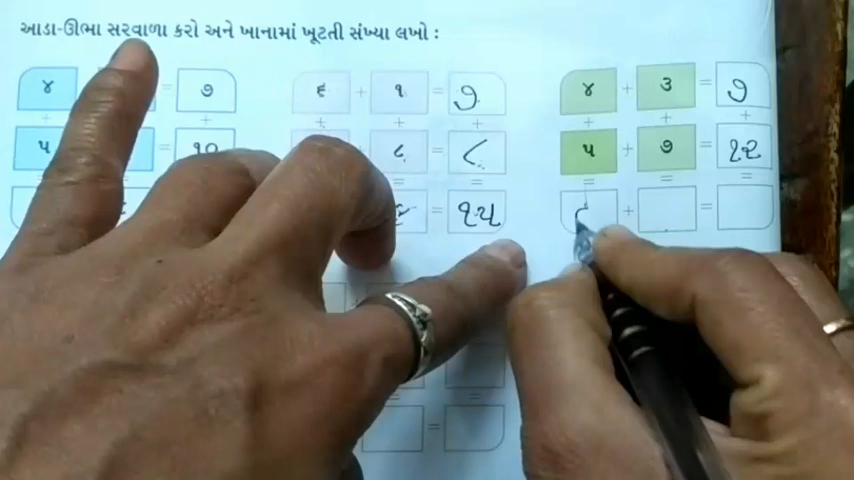 આડા-ઊભા સરવાળા કરો અને ખાનામાં ખૂટતી સંખ્યા લખો :
૪ = ૭ ૬ + ૧ = ૭ ૪ + ૩ = ૭
+ + + + + + +
૫ = ૧૦ ૮ = ૮ ૫ + ૭ = ૧૨
= = = = =
= ૧૫ + =